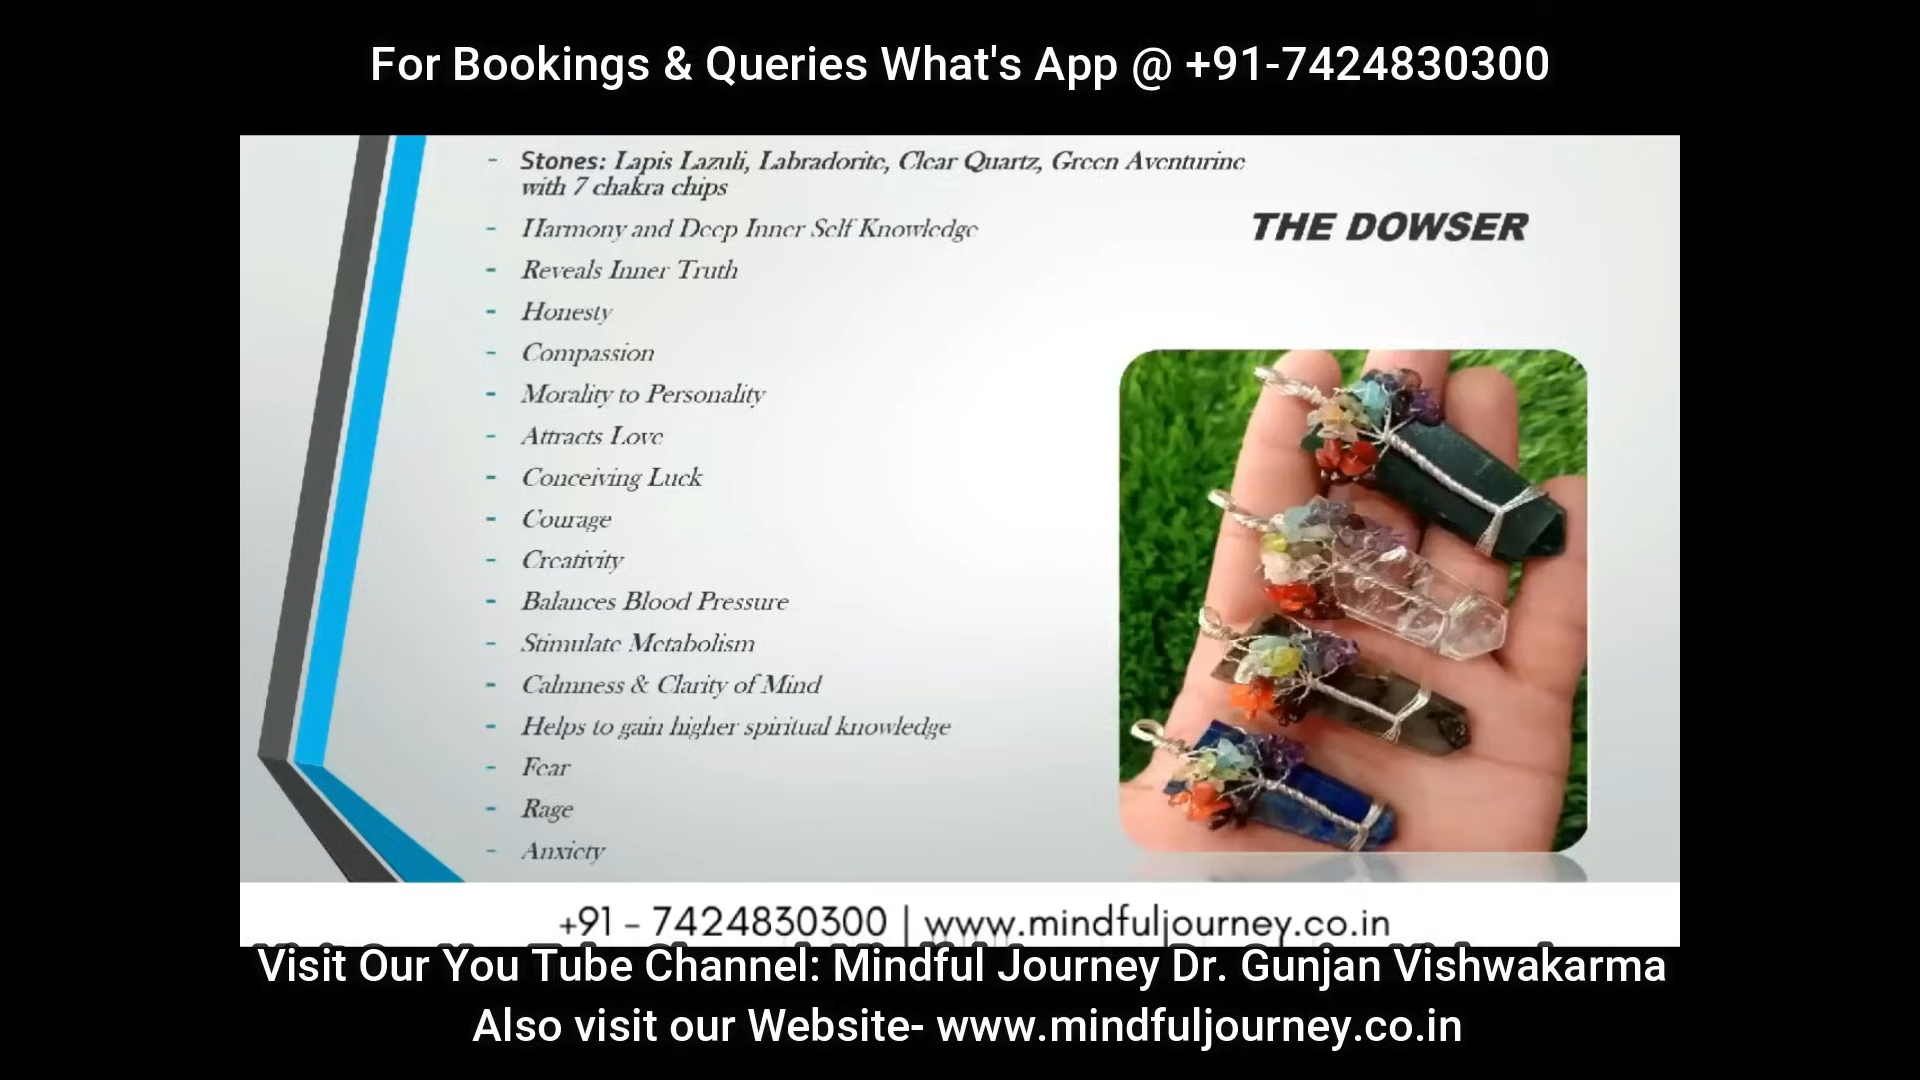 For Bookings & Queries What's App @ +91-7424830300
- Stones: Lapis Lazuli, Labradorite, Clear Quartz, Green Aventurine
with 7 chakra chips
THE DOWSER
- Harmony and Deep Inner Self Knowledge
- Reveals Inner Truth
- Honesty
- Compassion
- Morality to Personality
- Attracts Love
- Conceiving Luck
- Courage
- Creativity
- Balances Blood Pressure
- Stimulate Metabolism
- Calmness & Clarity of Mind
- Helps to gain higher spiritual knowledge
- Fear
- Rage
- Anxiety
+91 - 7424830300 | www.mindfuljourney.co.in
Visit Our You Tube Channel: Mindful Journey Dr. Gunjan Vishwakarma
Also visit our Website- www.mindfuljourney.co.in